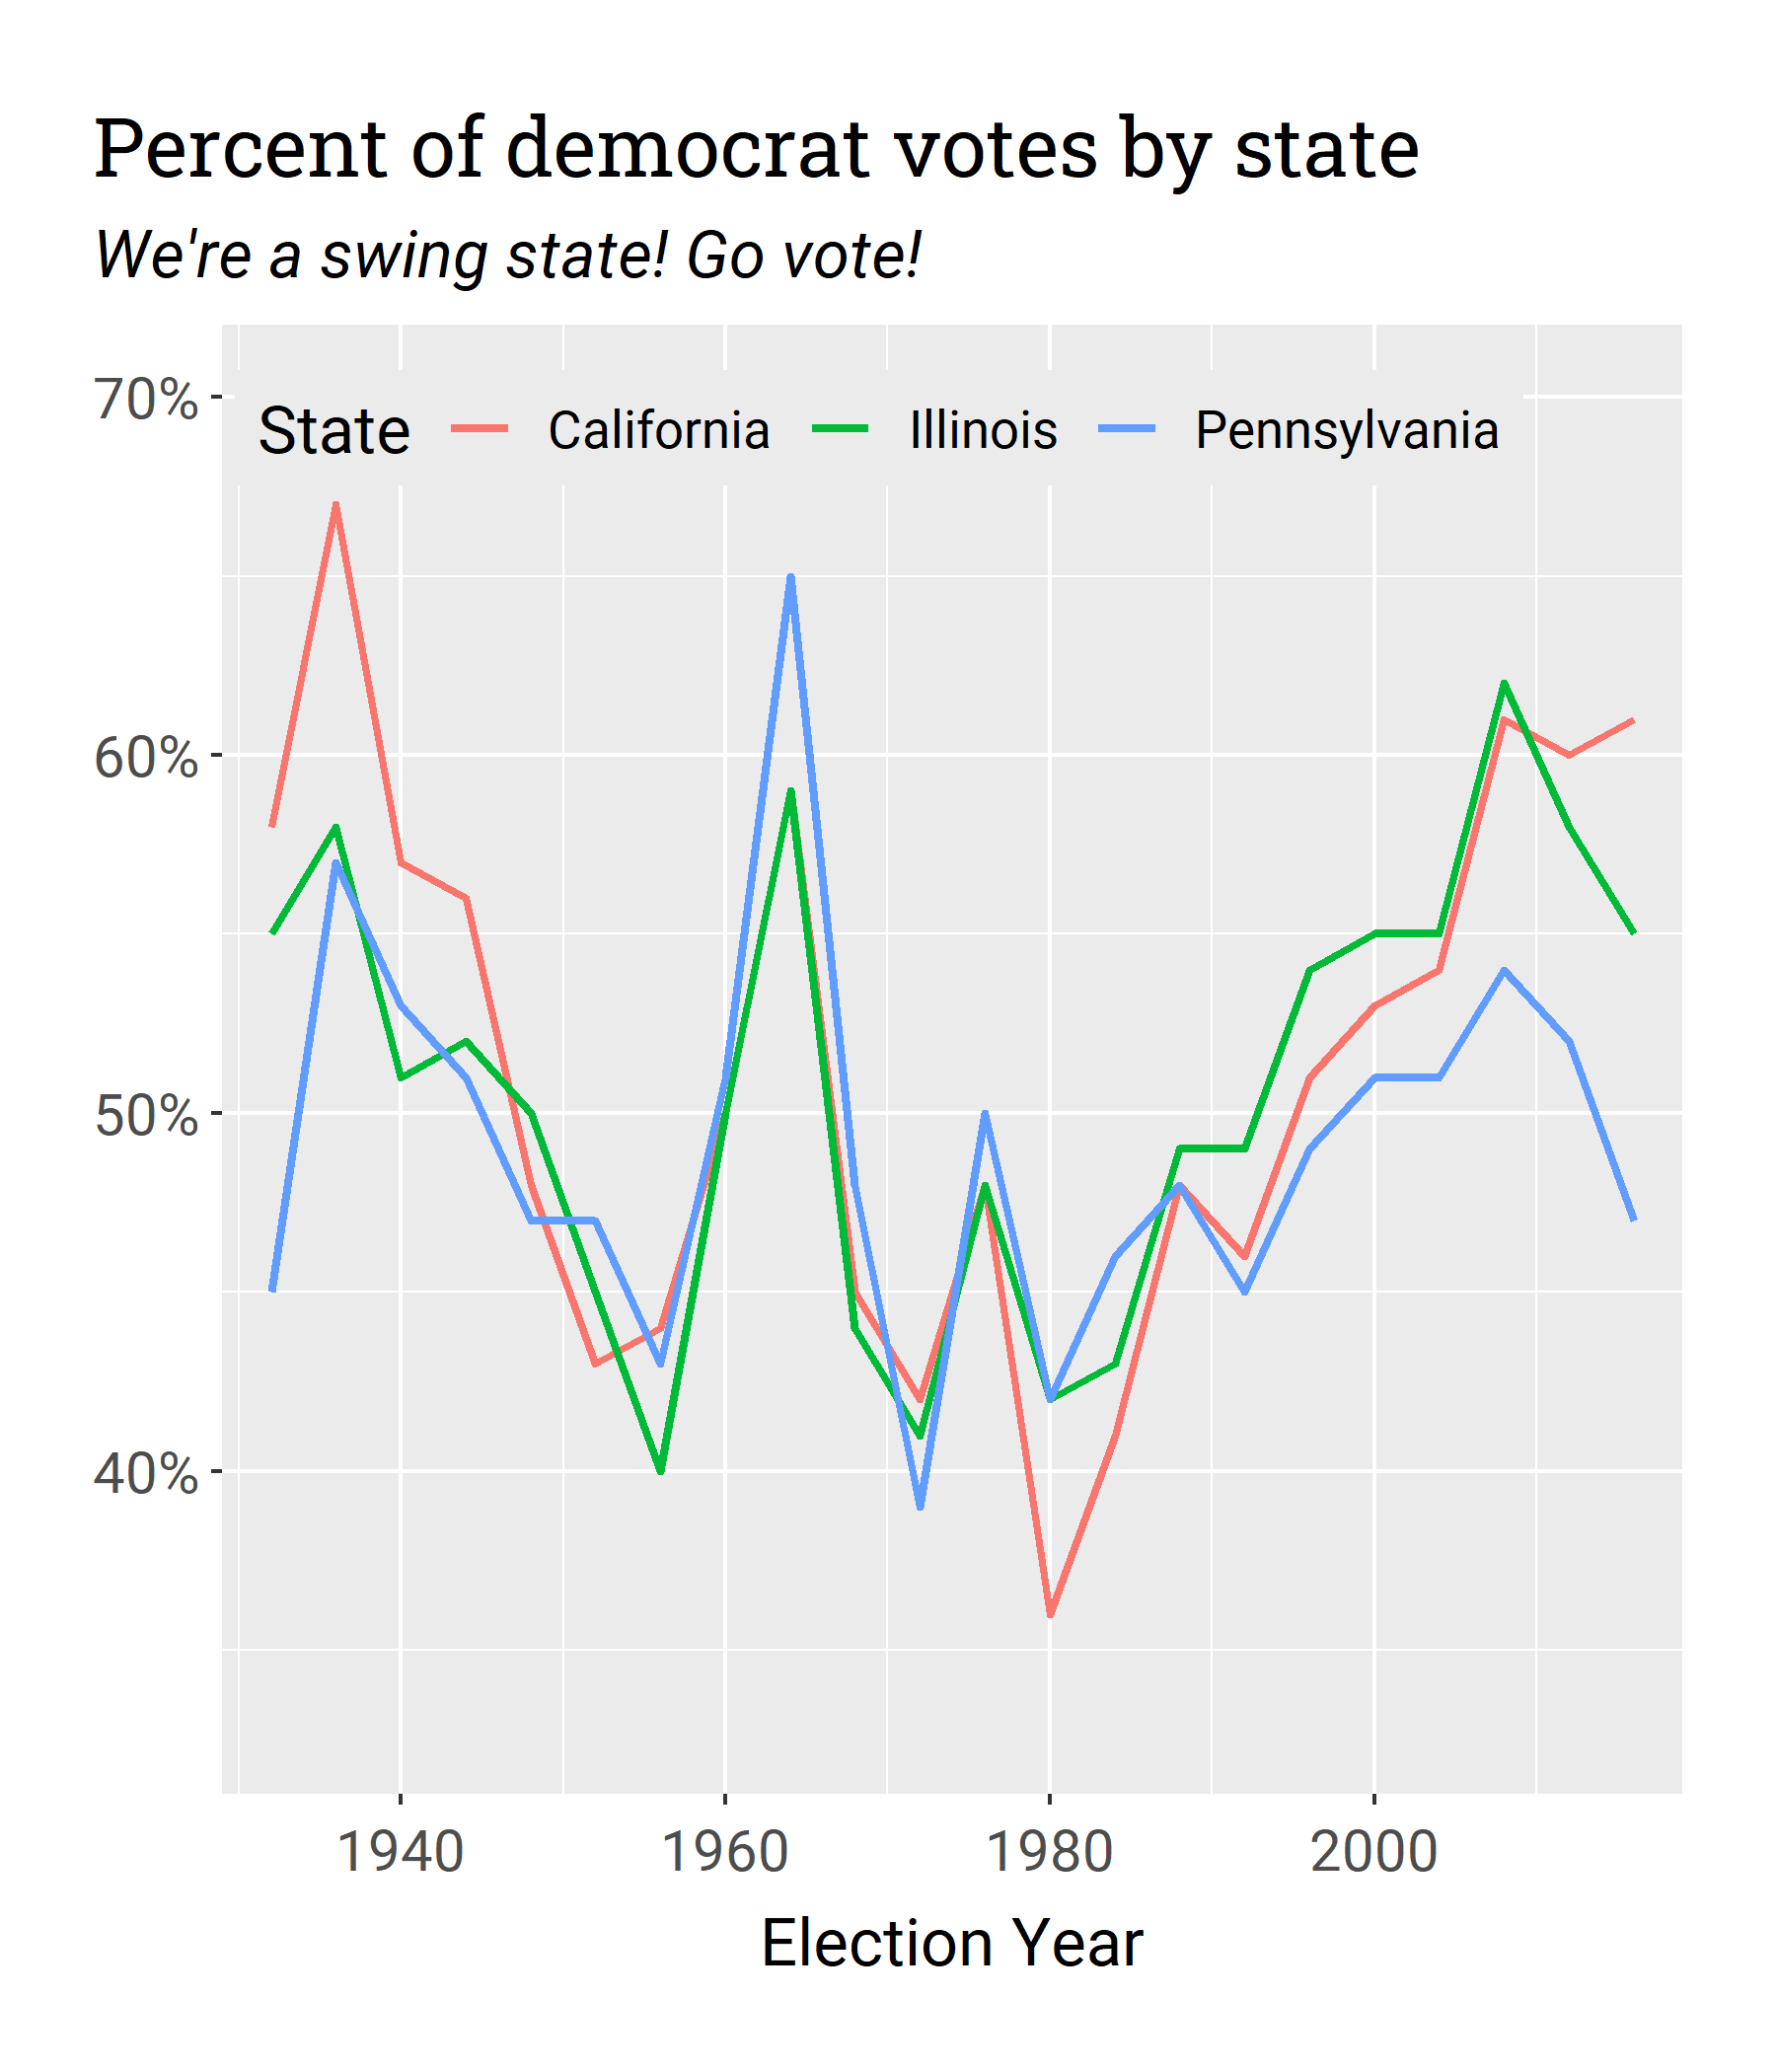 Percent of democrat votes by state
We're a swing state! Go vote!
70%
State California Illinois Pennsylvania
60%
50%
40%
1940 1960 1980 2000
Election Year